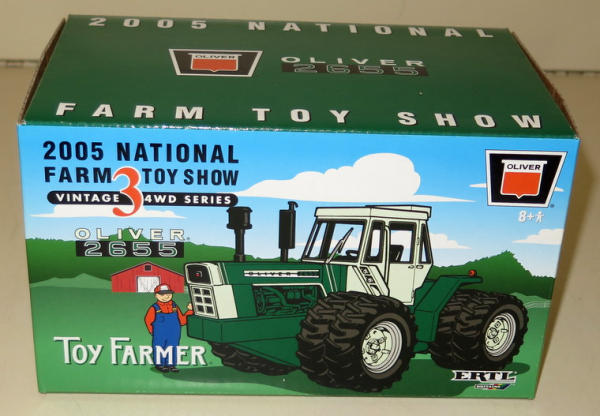 2005 NATIONAL
OLIVER
OLIVER
2655
FARM TOY SHOW
2005 NATIONAL
FARM 3 TOY SHOW
VINTAGE 4WD SERIES
OLIVER
8+
OLIVER
2655
OLIVER
TOY FARMER
ERTL